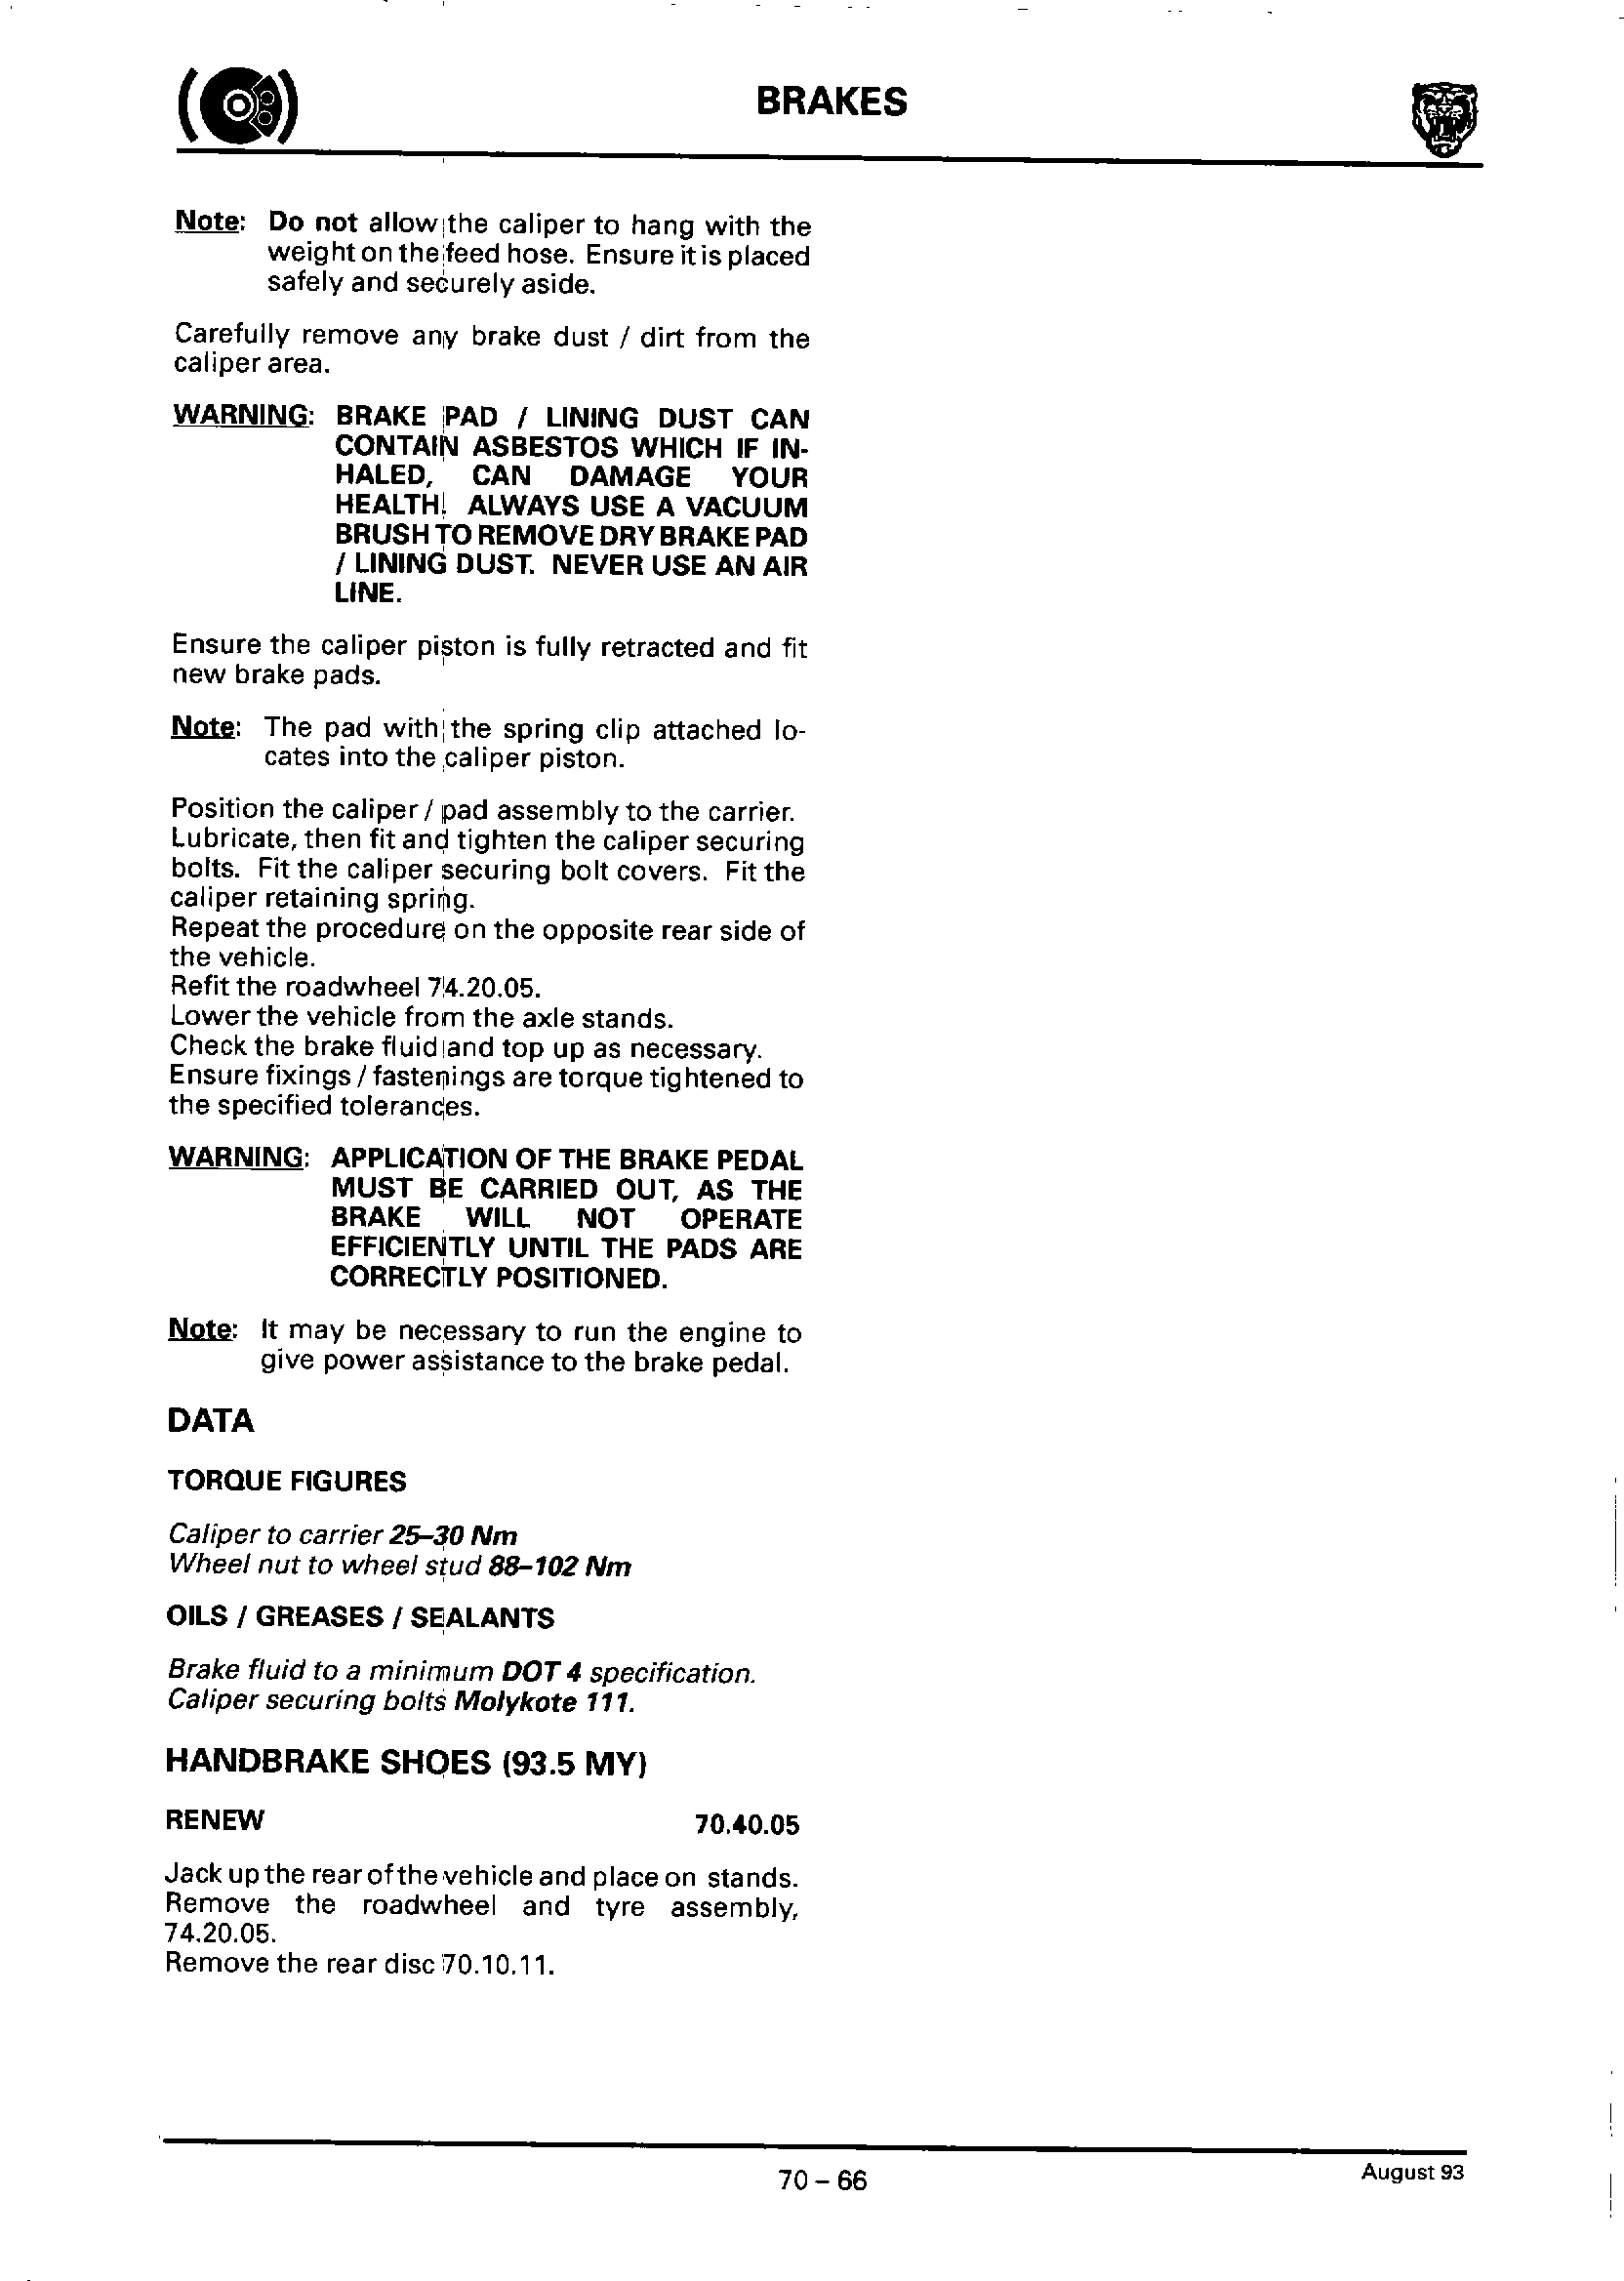 BRAKES
Note: Do not allow the caliper to hang with the
weight on the feed hose. Ensure it is placed
safely and securely aside.
Carefully remove any brake dust / dirt from the
caliper area.
WARNING: BRAKE PAD / LINING DUST CAN
CONTAIN ASBESTOS WHICH IF IN-
HALED, CAN DAMAGE YOUR
HEALTH! ALWAYS USE A VACUUM
BRUSH TO REMOVE DRY BRAKE PAD
/ LINING DUST. NEVER USE AN AIR
LINE.
Ensure the caliper piston is fully retracted and fit
new brake pads.
Note: The pad with the spring clip attached lo-
cates into the caliper piston.
Position the caliper / pad assembly to the carrier.
Lubricate, then fit and tighten the caliper securing
bolts. Fit the caliper securing bolt covers. Fit the
caliper retaining spring.
Repeat the procedure on the opposite rear side of
the vehicle.
Refit the roadwheel 74.20.05.
Lower the vehicle from the axle stands.
Check the brake fluid and top up as necessary.
Ensure fixings / fastenings are torque tightened to
the specified tolerances.
WARNING: APPLICATION OF THE BRAKE PEDAL
MUST BE CARRIED OUT, AS THE
BRAKE WILL NOT OPERATE
EFFICIENTLY UNTIL THE PADS ARE
CORRECTLY POSITIONED.
Note: It may be necessary to run the engine to
give power assistance to the brake pedal.
DATA
TORQUE FIGURES
Caliper to carrier 25–30 Nm
Wheel nut to wheel stud 88–102 Nm
OILS / GREASES / SEALANTS
Brake fluid to a minimum DOT 4 specification.
Caliper securing bolts Molykote 111.
HANDBRAKE SHOES (93.5 MY)
RENEW 70.40.05
Jack up the rear of the vehicle and place on stands.
Remove the roadwheel and tyre assembly,
74.20.05.
Remove the rear disc 70.10.11.
70 – 66
August 93